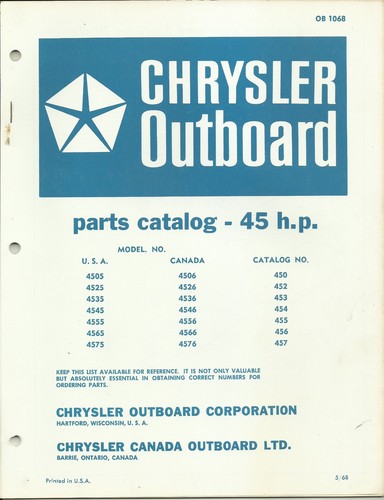 OB 1068
CHRYSLER
Outboard
parts catalog - 45 h.p.
MODEL. NO.
U. S. A. CANADA CATALOG NO.
4505 4506 450
4525 4526 452
4535 4536 453
4545 4546 454
4555 4556 455
4565 4566 456
4575 4576 457
KEEP THIS LIST AVAILABLE FOR REFERENCE. IT IS NOT ONLY VALUABLE
BUT ABSOLUTELY ESSENTIAL IN OBTAINING CORRECT NUMBERS FOR
ORDERING PARTS.
CHRYSLER OUTBOARD CORPORATION
HARTFORD, WISCONSIN, U. S. A.
CHRYSLER CANADA OUTBOARD LTD.
BARRIE, ONTARIO, CANADA
Printed in U.S.A. 5/68